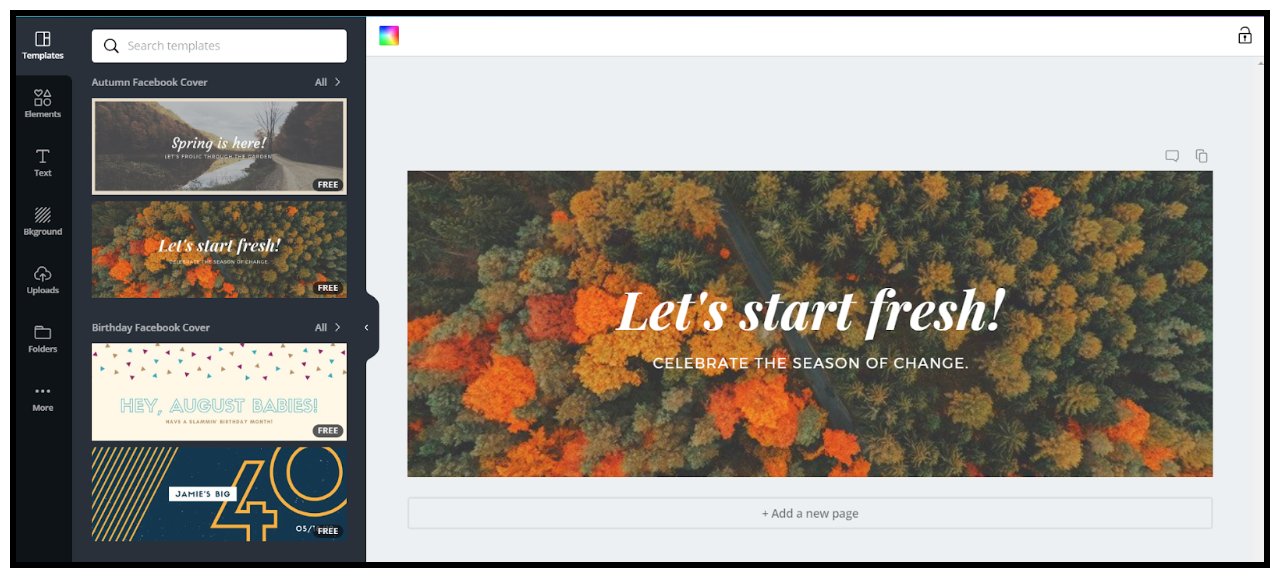 Templates
Elements
Text
Bkground
Uploads
Folders
More
Search templates
Autumn Facebook Cover All
Spring is here!
LET'S FROLIC THROUGH THE GARDEN.
FREE
Let's start fresh!
CELEBRATE THE SEASON OF CHANGE.
FREE
Birthday Facebook Cover All
HEY, AUGUST BABIES!
HAVE A SLAMMIN' BIRTHDAY MONTH!
FREE
JAMIE'S BIG
40
05/
FREE
Let's start fresh!
CELEBRATE THE SEASON OF CHANGE.
+ Add a new page